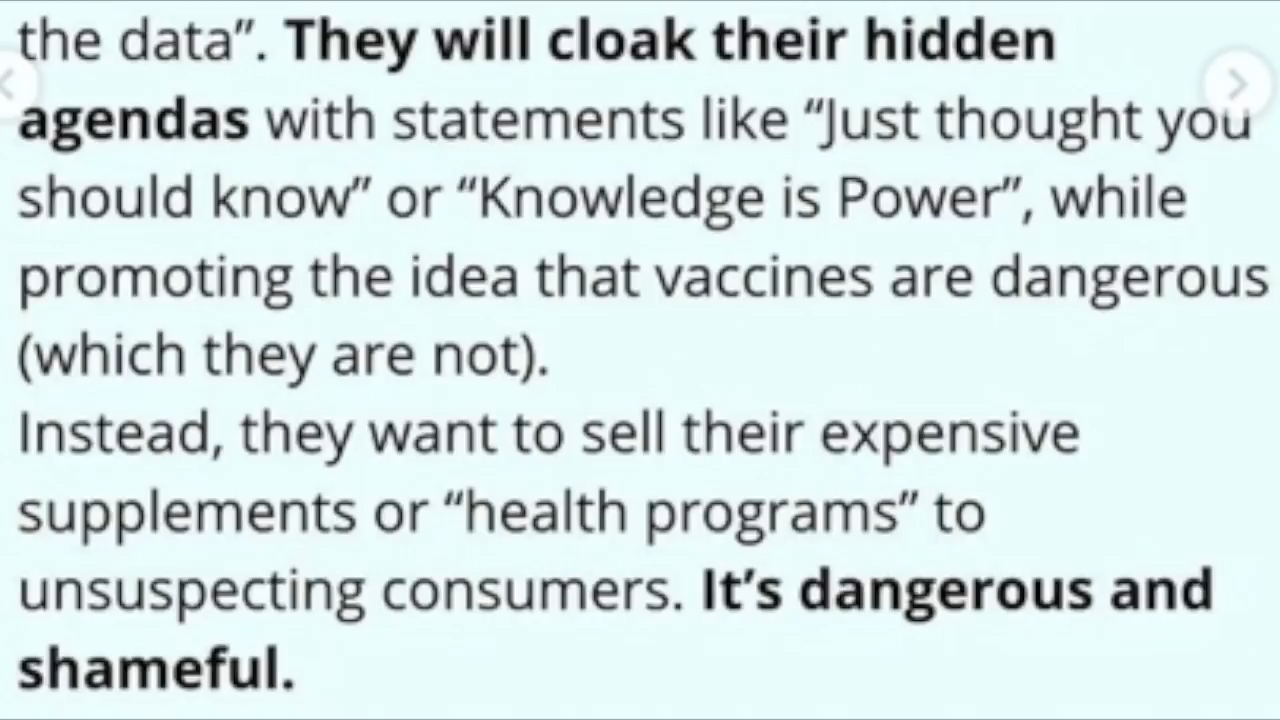 the data”. They will cloak their hidden
agendas with statements like “Just thought you
should know” or “Knowledge is Power”, while
promoting the idea that vaccines are dangerous
(which they are not).
Instead, they want to sell their expensive
supplements or “health programs” to
unsuspecting consumers. It’s dangerous and
shameful.